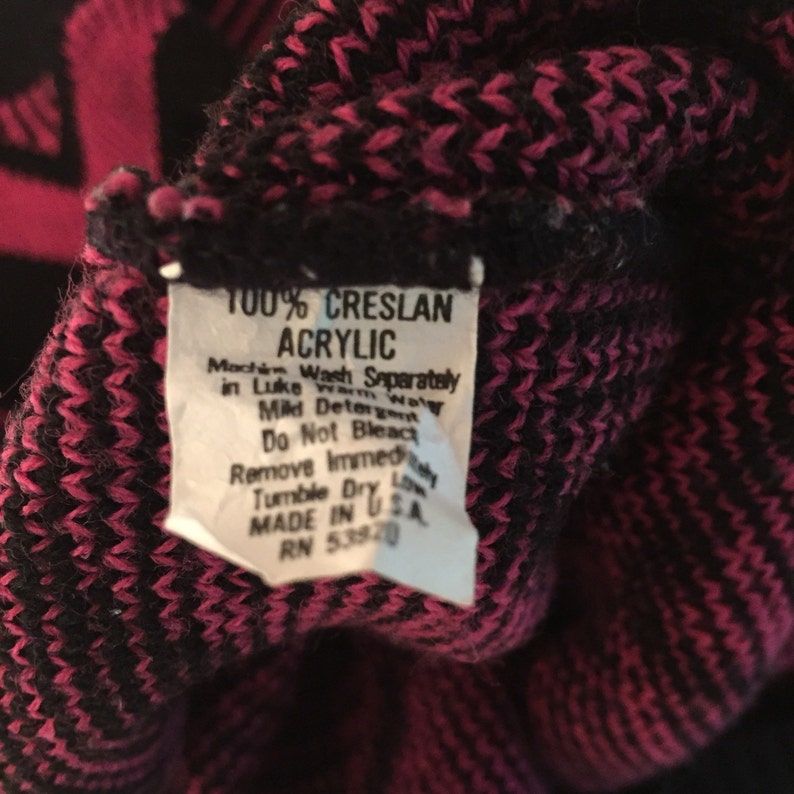 100% CRESLAN
ACRYLIC
Machine Wash Separately
in Luke Warm Water
Mild Detergent
Do Not Bleach
Remove Immediately
Tumble Dry Low
MADE IN U.S.A.
RN 53920